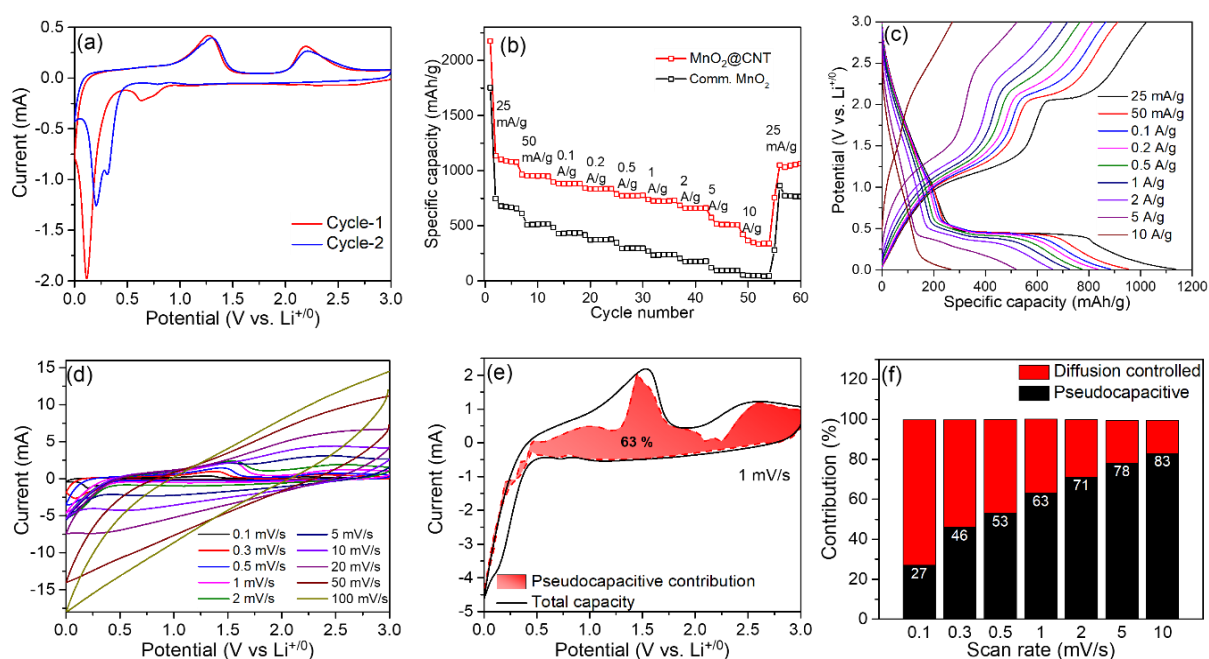 (a)
0.5
0.0
-0.5
-1.0
-1.5
-2.0
Current (mA)
Cycle-1
Cycle-2
0.0 0.5 1.0 1.5 2.0 2.5 3.0
Potential (V vs. Li⁺/⁰)
(b)
2000
1500
1000
500
0
Specific capacity (mAh/g)
MnO₂@CNT
Comm. MnO₂
25
mA/g
50
mA/g
0.1
A/g
0.2
A/g
0.5
A/g
1
A/g
2
A/g
5
A/g
10
A/g
25
mA/g
0 10 20 30 40 50 60
Cycle number
(c)
3.0
2.5
2.0
1.5
1.0
0.5
0.0
Potential (V vs. Li⁺/⁰)
25 mA/g
50 mA/g
0.1 A/g
0.2 A/g
0.5 A/g
1 A/g
2 A/g
5 A/g
10 A/g
0 200 400 600 800 1000 1200
Specific capacity (mAh/g)
(d)
15
10
5
0
-5
-10
-15
Current (mA)
0.1 mV/s
0.3 mV/s
0.5 mV/s
1 mV/s
2 mV/s
5 mV/s
10 mV/s
20 mV/s
50 mV/s
100 mV/s
0.0 0.5 1.0 1.5 2.0 2.5 3.0
Potential (V vs Li⁺/⁰)
(e)
2
1
0
-1
-2
-3
-4
-5
Current (mA)
63 %
1 mV/s
Pseudocapacitive contribution
Total capacity
0.0 0.5 1.0 1.5 2.0 2.5 3.0
Potential (V vs Li⁺/⁰)
(f)
Diffusion controlled
Pseudocapacitive
120
100
80
60
40
20
0
Contribution (%)
27
46
53
63
71
78
83
0.1 0.3 0.5 1 2 5 10
Scan rate (mV/s)